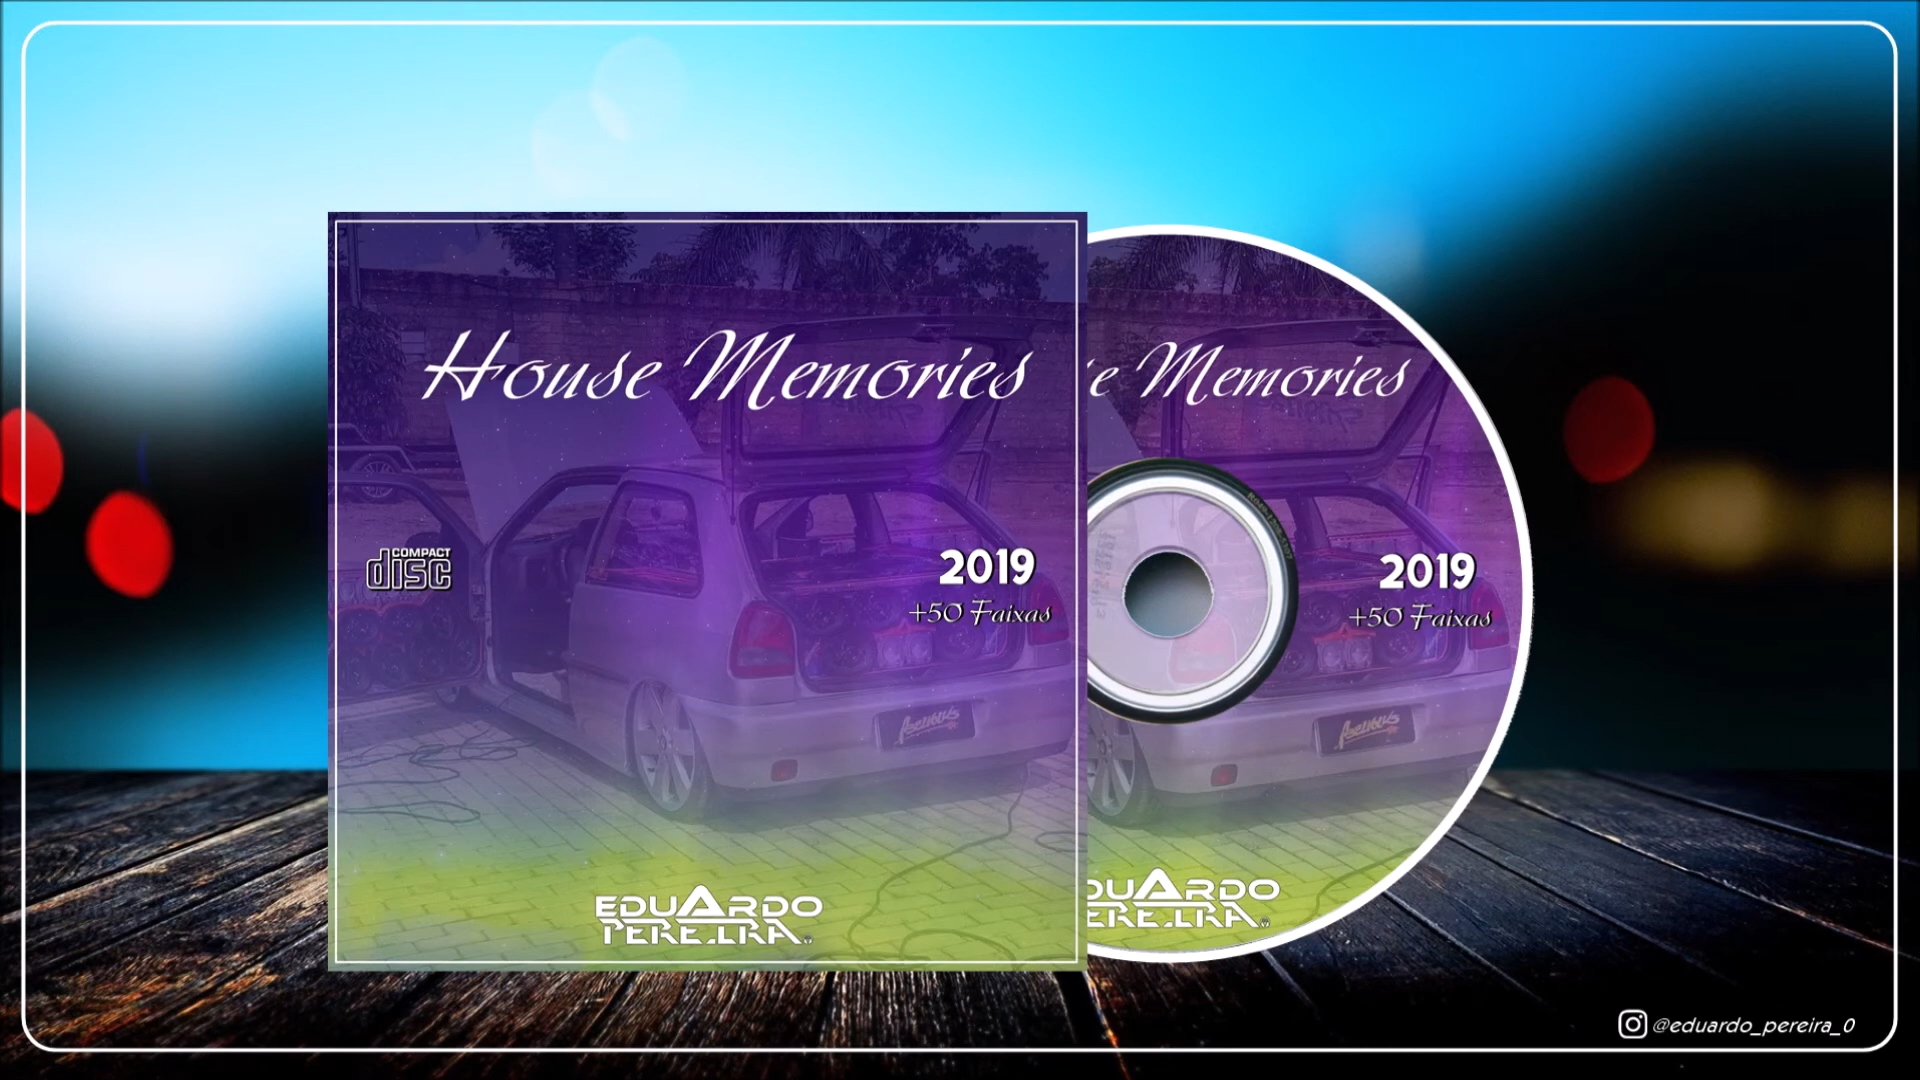 House Memories
COMPACT
disc
2019
+50 Faixas
EDUARDO
PEREIRA
e Memories
2019
+50 Faixas
DUARDO
EREIRA
@eduardo_pereira_0